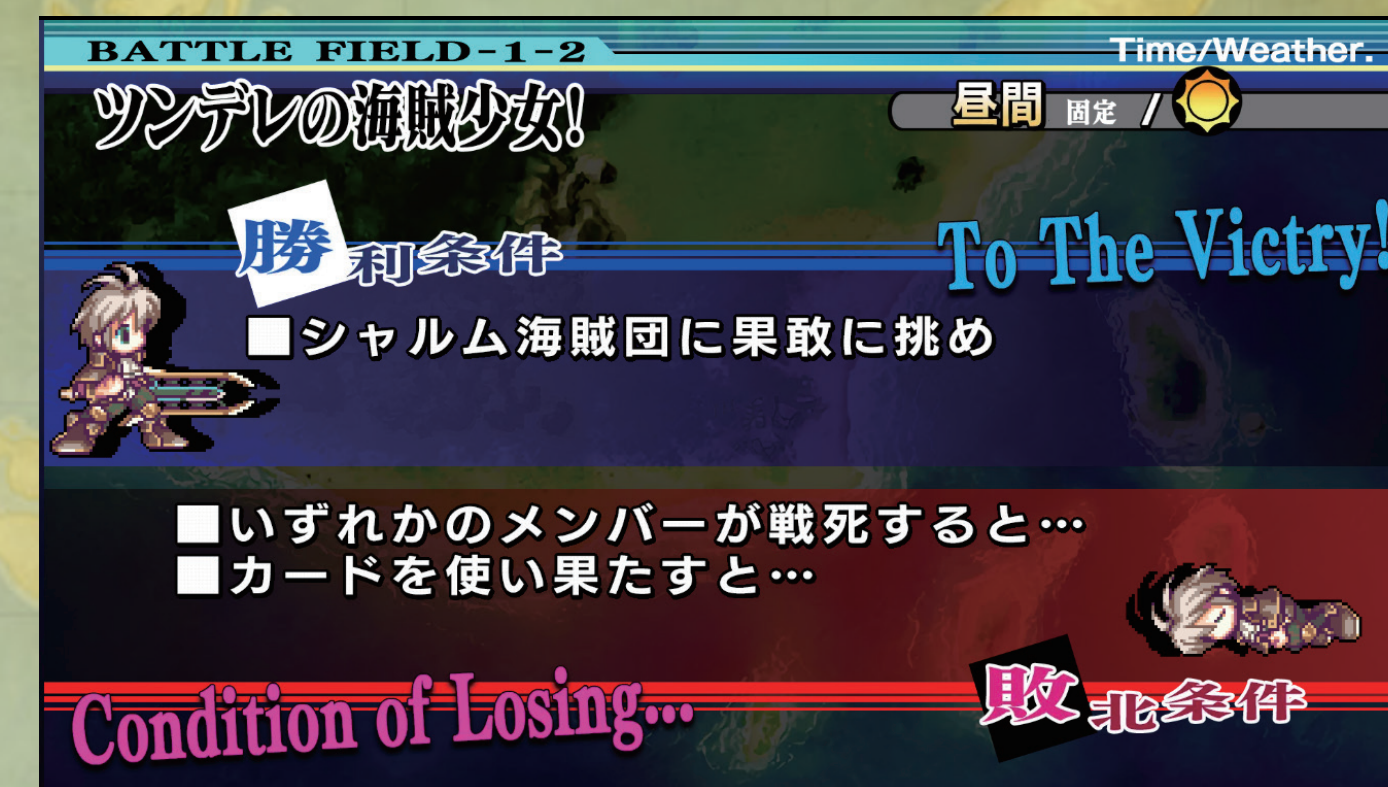 BATTLE FIELD-1-2
Time/Weather.
ツンデレの海賊少女!
昼間 固定 /
勝利条件
To The Victry!
■シャルム海賊団に果敢に挑め
■いずれかのメンバーが戦死すると…
■カードを使い果たすと…
Condition of Losing...
敗北条件